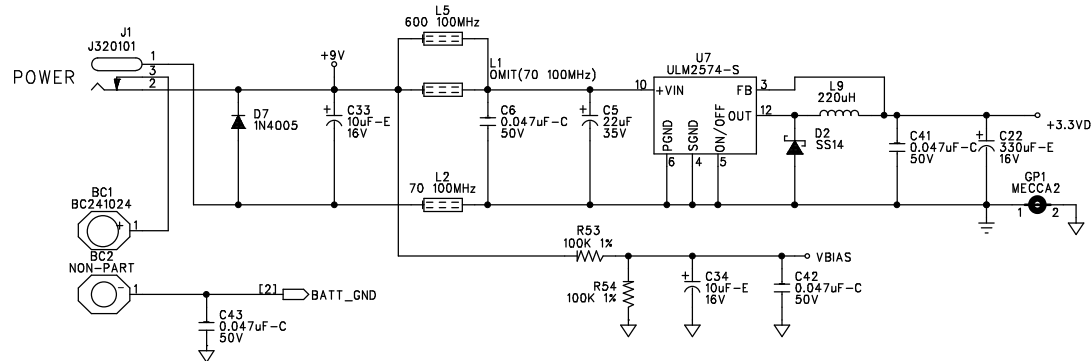 J1
J320101
POWER
1
3
2
+9V
D7
1N4005
C33
10uF-E
16V
L5
600 100MHz
L1
OMIT(70 100MHz)
L2
70 100MHz
C6
0.047uF-C
50V
C5
22uF
35V
U7
ULM2574-S
10
+VIN
FB
3
OUT
12
PGND
SGND
ON/OFF
6
4
5
L9
220uH
D2
SS14
C41
0.047uF-C
50V
C22
330uF-E
16V
+3.3VD
GP1
MECCA2
1
2
BC1
BC241024
+
1
BC2
NON-PART
-
1
[2]
BATT_GND
C43
0.047uF-C
50V
R53
100K 1%
R54
100K 1%
C34
10uF-E
16V
C42
0.047uF-C
50V
VBIAS